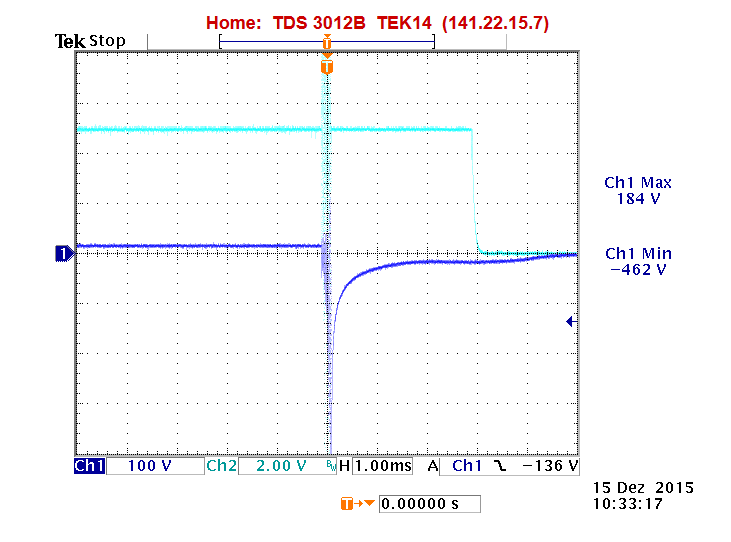 Home: TDS 3012B TEK14 (141.22.15.7)
Tek Stop
T
T
Ch1 Max
184 V
1
Ch1 Min
−462 V
Ch1 100 V Ch2 2.00 V BW H 1.00ms A Ch1 −136 V
15 Dez 2015
T 0.00000 s
10:33:17